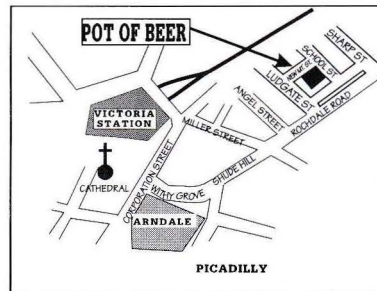 POT OF BEER
SHARP ST.
SCHOOL ST.
NEW MT. ST.
LUDGATE ST.
ANGEL STREET
ROCHDALE ROAD
VICTORIA
STATION
MILLER STREET
SHUDE HILL
CATHEDRAL
CORPORATION STREET
WITHY GROVE
ARNDALE
PICADILLY